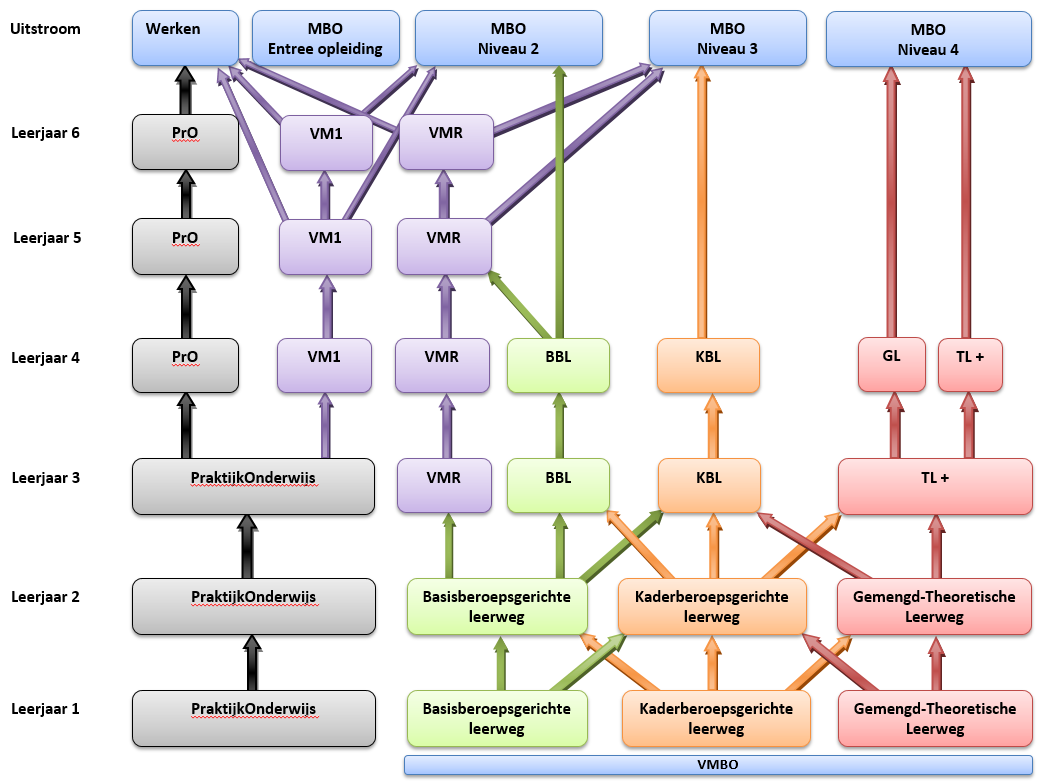 Uitstroom
Werken
MBO
Entree opleiding
MBO
Niveau 2
MBO
Niveau 3
MBO
Niveau 4
Leerjaar 6
PrO
VM1
VMR
Leerjaar 5
PrO
VM1
VMR
Leerjaar 4
PrO
VM1
VMR
BBL
KBL
GL
TL +
Leerjaar 3
PraktijkOnderwijs
VMR
BBL
KBL
TL +
Leerjaar 2
PraktijkOnderwijs
Basisberoepsgerichte
leerweg
Kaderberoepsgerichte
leerweg
Gemengd-Theoretische
Leerweg
Leerjaar 1
PraktijkOnderwijs
Basisberoepsgerichte
leerweg
Kaderberoepsgerichte
leerweg
Gemengd-Theoretische
Leerweg
VMBO